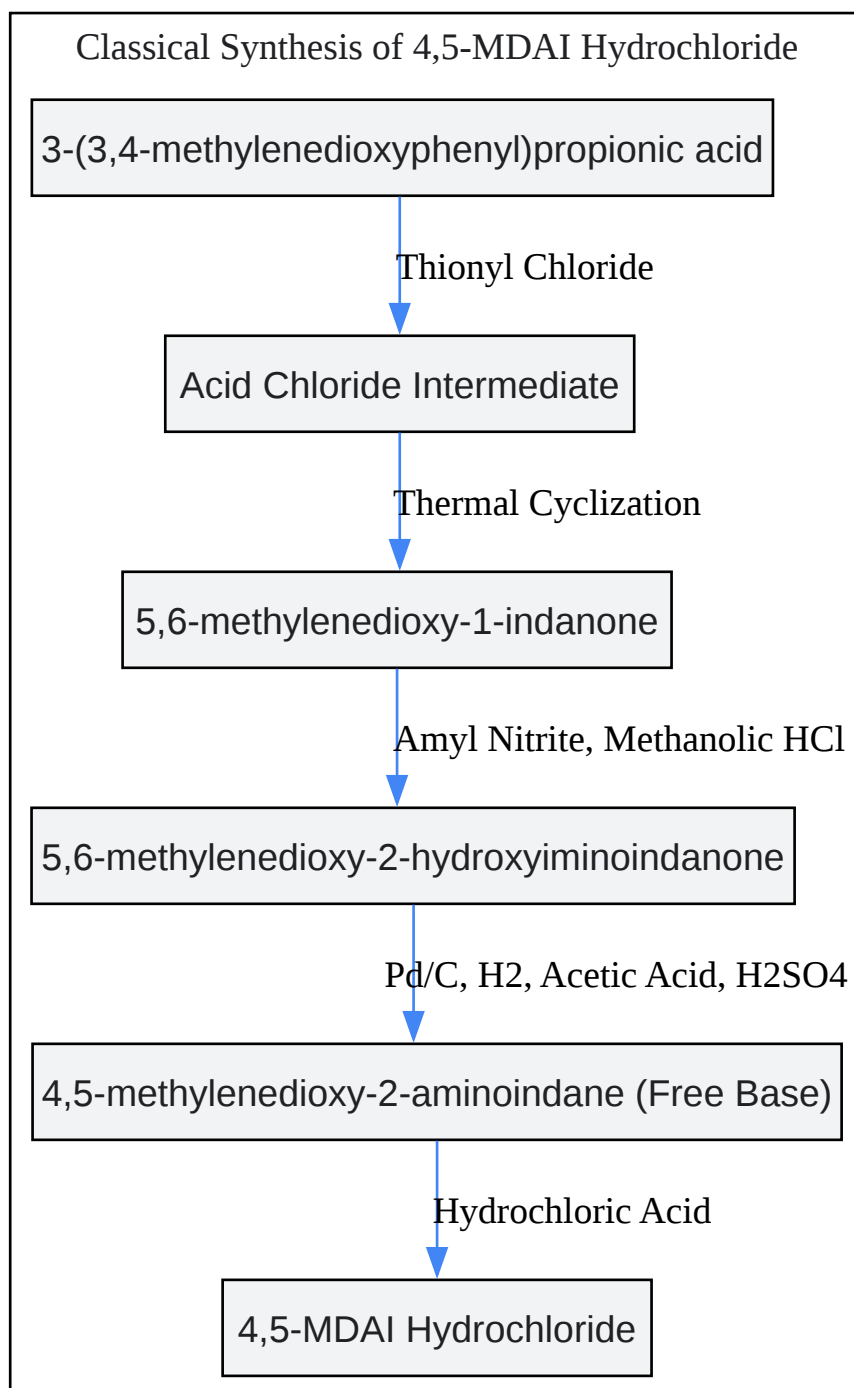 Classical Synthesis of 4,5-MDAI Hydrochloride
3-(3,4-methylenedioxyphenyl)propionic acid
Thionyl Chloride
Acid Chloride Intermediate
Thermal Cyclization
5,6-methylenedioxy-1-indanone
Amyl Nitrite, Methanolic HCl
5,6-methylenedioxy-2-hydroxyiminoindanone
Pd/C, H2, Acetic Acid, H2SO4
4,5-methylenedioxy-2-aminoindane (Free Base)
Hydrochloric Acid
4,5-MDAI Hydrochloride